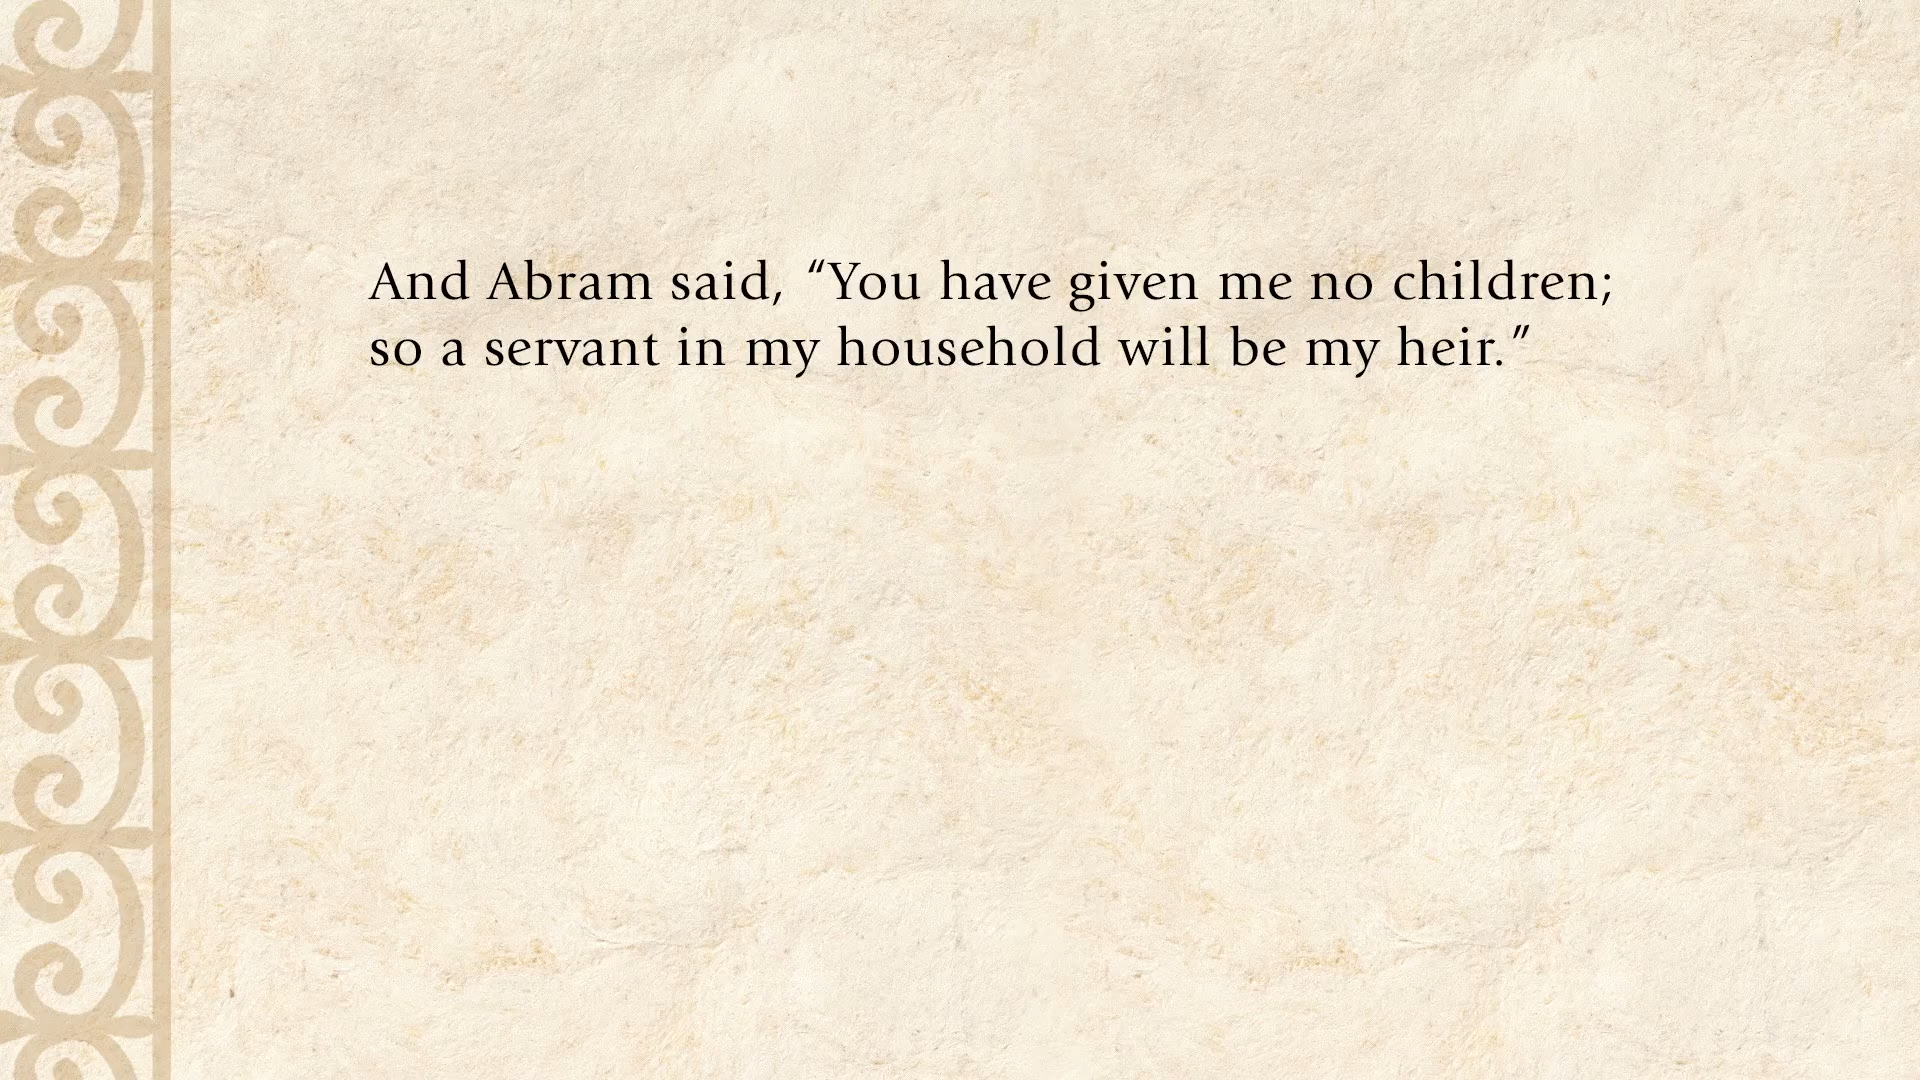 And Abram said, “You have given me no children;
so a servant in my household will be my heir.”